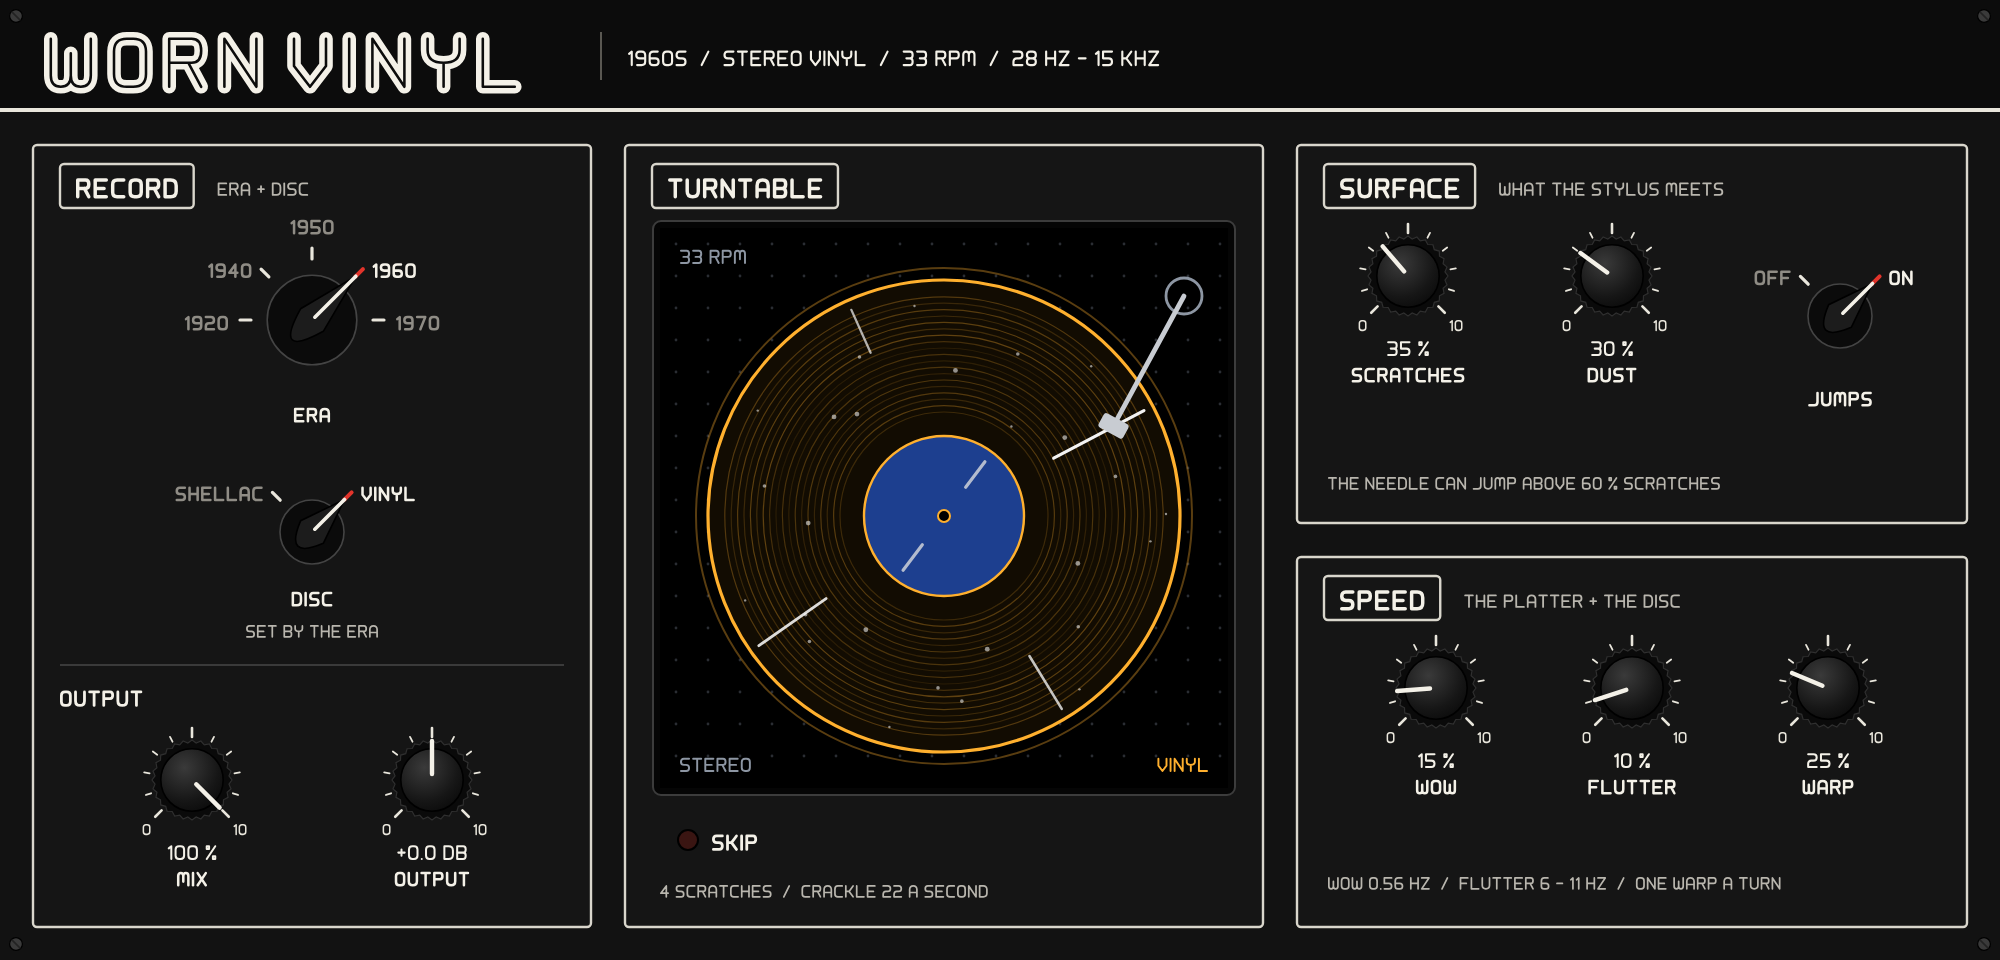 WORN VINYL
1960S / STEREO VINYL / 33 RPM / 28 HZ - 15 KHZ
RECORD
ERA + DISC
1950
1940
1960
1920
1970
ERA
SHELLAC
VINYL
DISC
SET BY THE ERA
OUTPUT
0
10
100 %
MIX
0
10
+0.0 DB
OUTPUT
TURNTABLE
33 RPM
STEREO
VINYL
SKIP
4 SCRATCHES / CRACKLE 22 A SECOND
SURFACE
WHAT THE STYLUS MEETS
0
10
35 %
SCRATCHES
0
10
30 %
DUST
OFF
ON
JUMPS
THE NEEDLE CAN JUMP ABOVE 60 % SCRATCHES
SPEED
THE PLATTER + THE DISC
0
10
15 %
WOW
0
10
10 %
FLUTTER
0
10
25 %
WARP
WOW 0.56 HZ / FLUTTER 6 - 11 HZ / ONE WARP A TURN